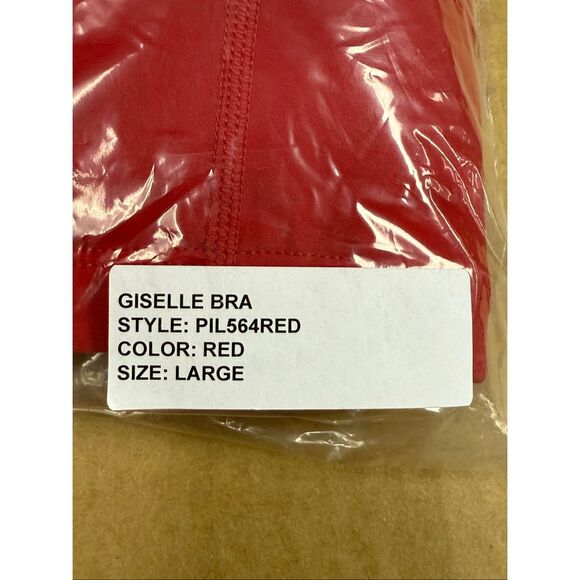 GISELLE BRA
STYLE: PIL564RED
COLOR: RED
SIZE: LARGE